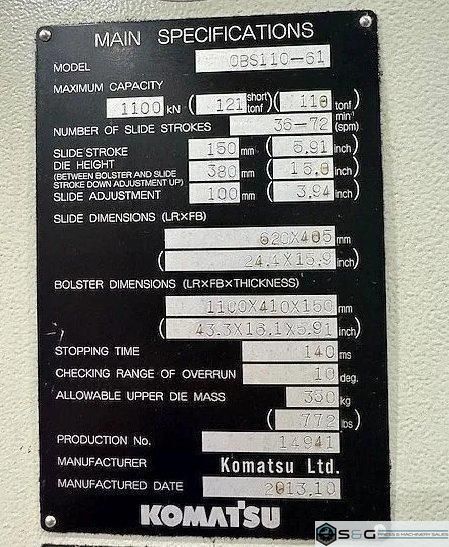 MAIN SPECIFICATIONS
MODEL OBS110-61
MAXIMUM CAPACITY
1100 kN (121 short tonf)(110 tonf)
NUMBER OF SLIDE STROKES 36-72 min⁻¹ (spm)
SLIDE STROKE 150 mm (5.91 inch)
DIE HEIGHT 380 mm (15.0 inch)
(BETWEEN BOLSTER AND SLIDE
STROKE DOWN ADJUSTMENT UP)
SLIDE ADJUSTMENT 100 mm (3.94 inch)
SLIDE DIMENSIONS (LR×FB)
620X405 mm
(24.4X15.9 inch)
BOLSTER DIMENSIONS (LR×FB×THICKNESS)
1100X410X150 mm
(43.3X16.1X5.91 inch)
STOPPING TIME 140 ms
CHECKING RANGE OF OVERRUN 10 deg.
ALLOWABLE UPPER DIE MASS 350 kg
(772 lbs)
PRODUCTION No. 14941
MANUFACTURER Komatsu Ltd.
MANUFACTURED DATE 2013.10
KOMATSU
S&G PRESS & MACHINERY SALES